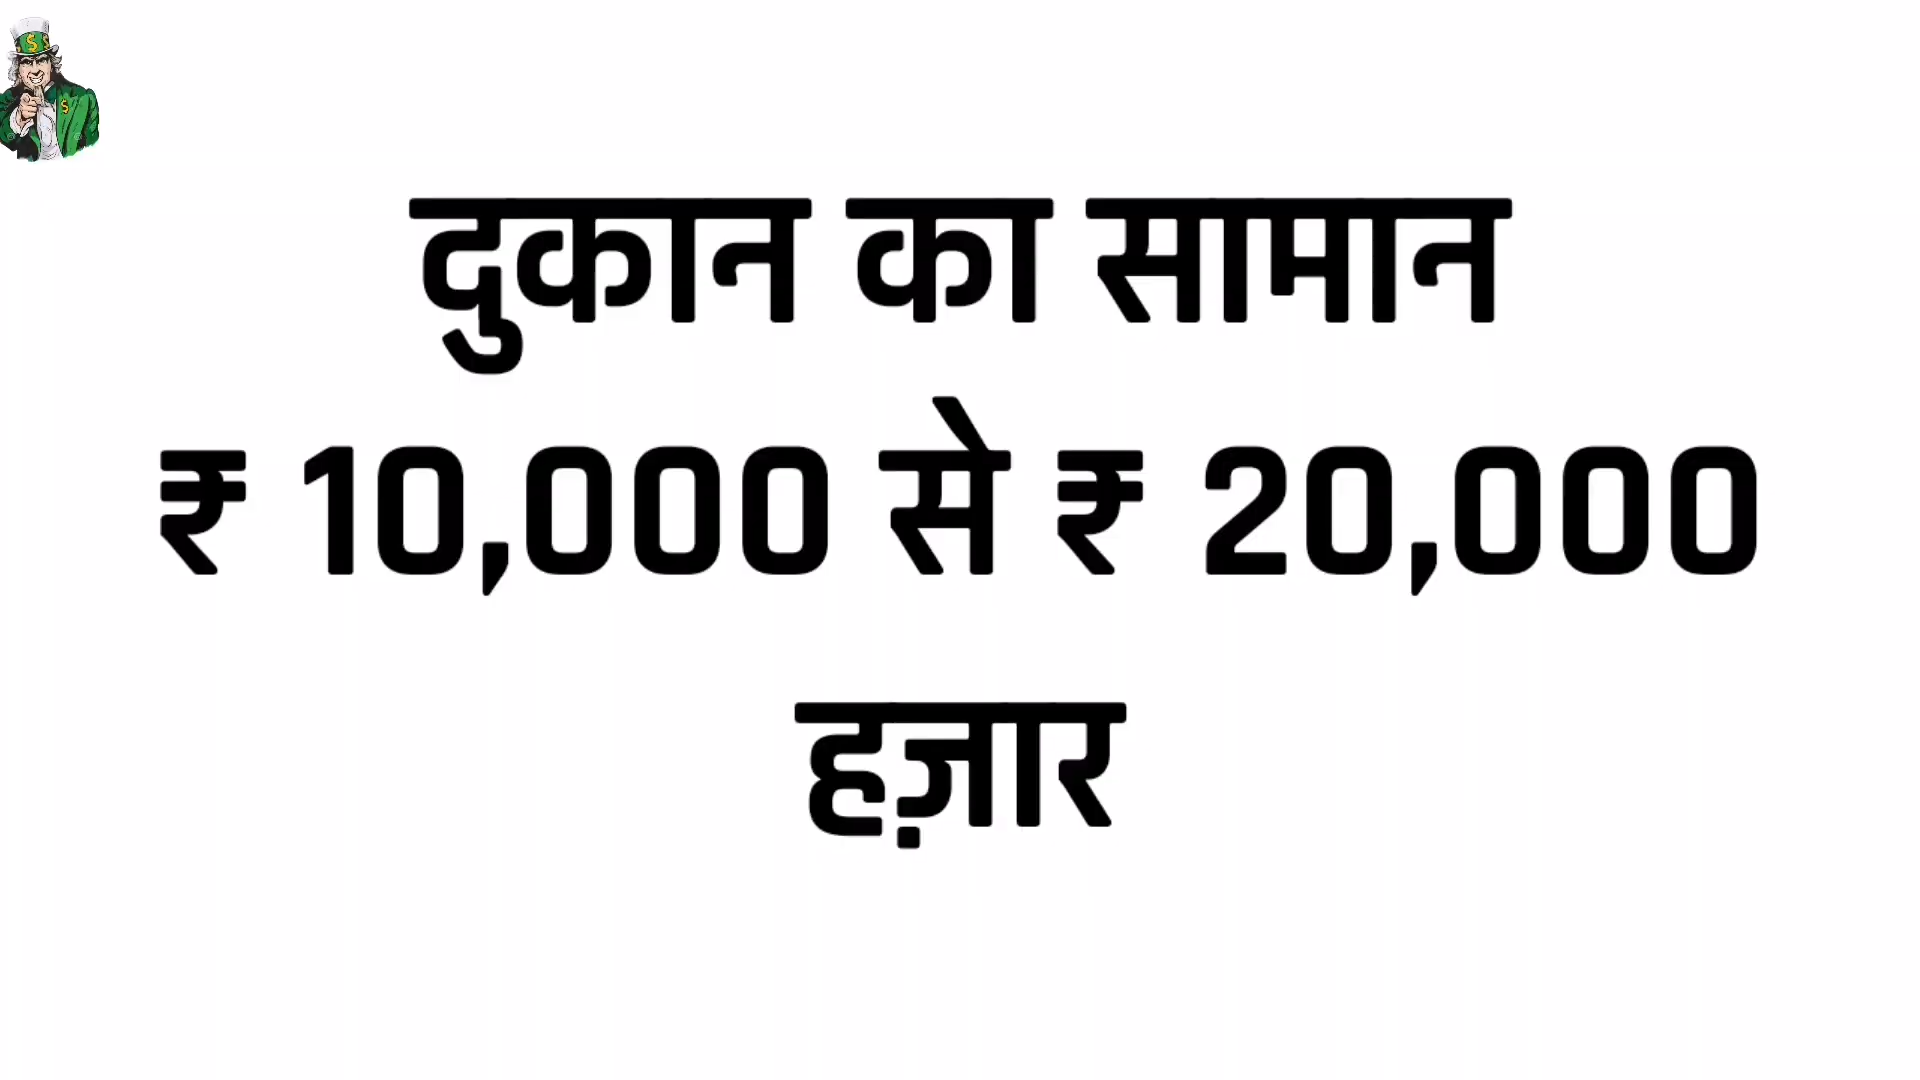 दुकान का सामान
₹ 10,000 से ₹ 20,000
हज़ार